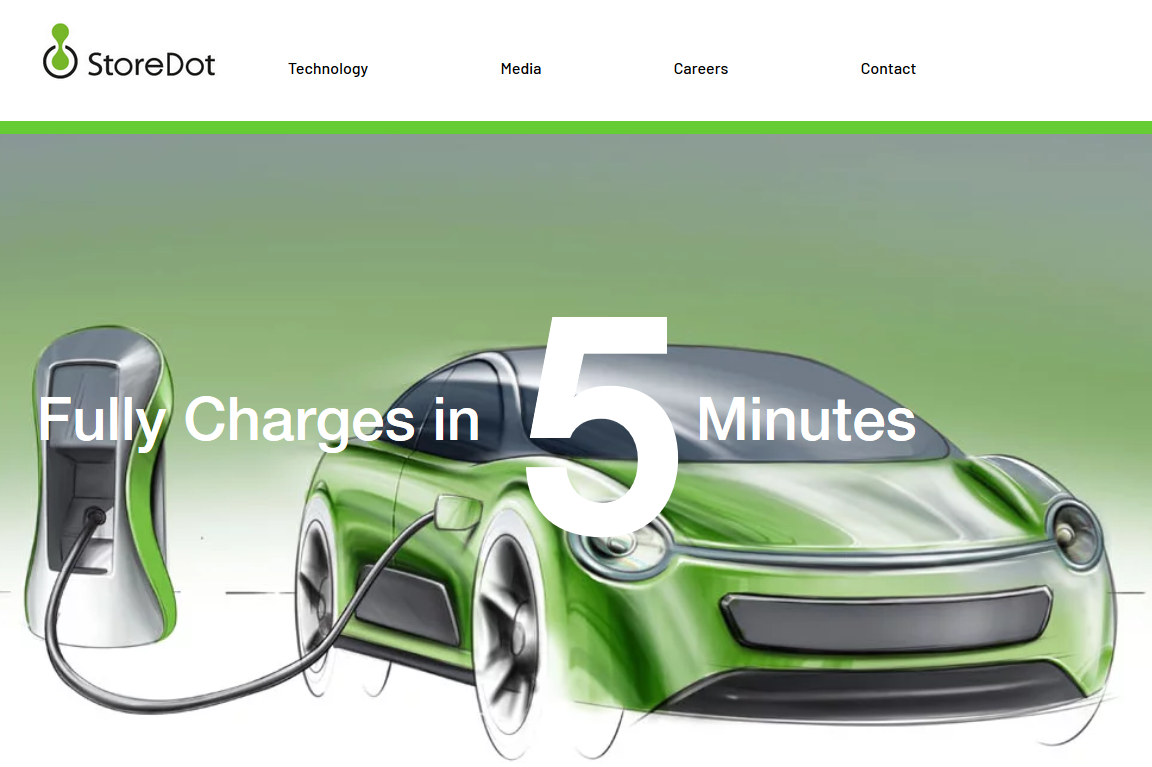 StoreDot
Technology Media Careers Contact
Fully Charges in 5 Minutes